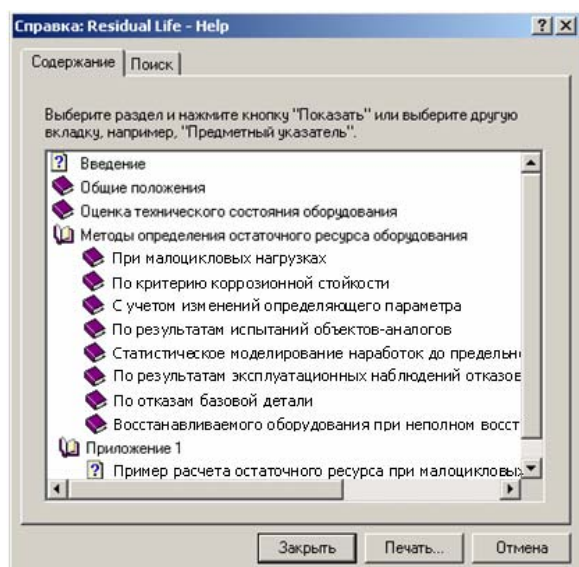 Справка: Residual Life - Help
Содержание
Поиск
Выберите раздел и нажмите кнопку "Показать" или выберите другую
вкладку, например, "Предметный указатель".
Введение
Общие положения
Оценка технического состояния оборудования
Методы определения остаточного ресурса оборудования
При малоцикловых нагрузках
По критерию коррозионной стойкости
С учетом изменений определяющего параметра
По результатам испытаний объектов-аналогов
Статистическое моделирование наработок до предельн
По результатам эксплуатационных наблюдений отказов
По отказам базовой детали
Восстанавливаемого оборудования при неполном восст
Приложение 1
Пример расчета остаточного ресурса при малоцикловы
Закрыть
Печать...
Отмена